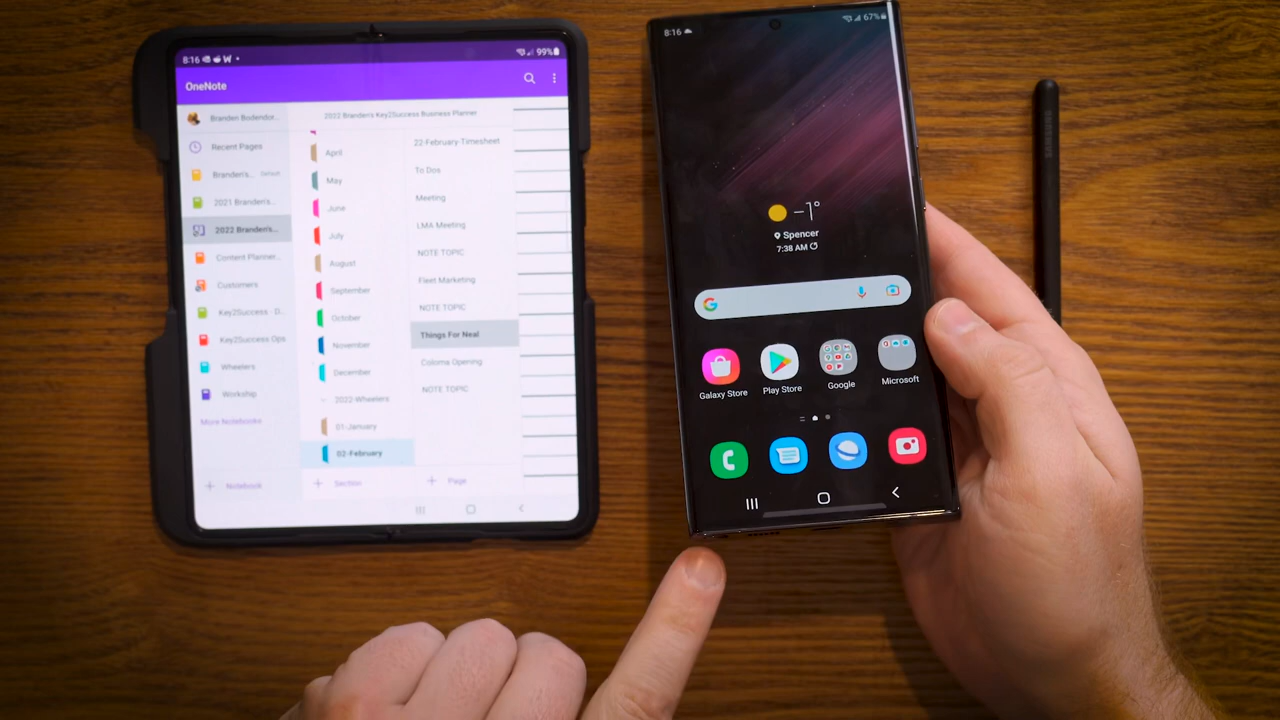 8:16
99%
OneNote
Branden Bodendor...
2022 Branden's Key2Success Business Planner
Recent Pages
Branden's... Default
2021 Branden's...
2022 Branden's...
Content Planner...
Customers
Key2Success - D..
Key2Success Ops
Wheelers
Workship
More Notebooks
+ Notebook
April
May
June
July
August
September
October
November
December
2022-Wheelers
01-January
02-February
+ Section
22-February-Timesheet
To Dos
Meeting
LMA Meeting
NOTE TOPIC
Fleet Marketing
NOTE TOPIC
Things For Neal
Coloma Opening
NOTE TOPIC
+ Page
8:16
67%
-1°
Spencer
7:38 AM
G
Galaxy Store
Play Store
Google
Microsoft
SAMSUNG